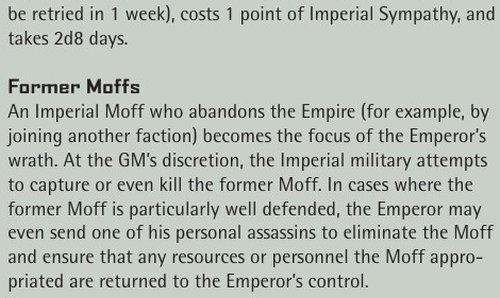 be retried in 1 week), costs 1 point of Imperial Sympathy, and
takes 2d8 days.
Former Moffs
An Imperial Moff who abandons the Empire (for example, by
joining another faction) becomes the focus of the Emperor's
wrath. At the GM's discretion, the Imperial military attempts
to capture or even kill the former Moff. In cases where the
former Moff is particularly well defended, the Emperor may
even send one of his personal assassins to eliminate the Moff
and ensure that any resources or personnel the Moff appro-
priated are returned to the Emperor's control.